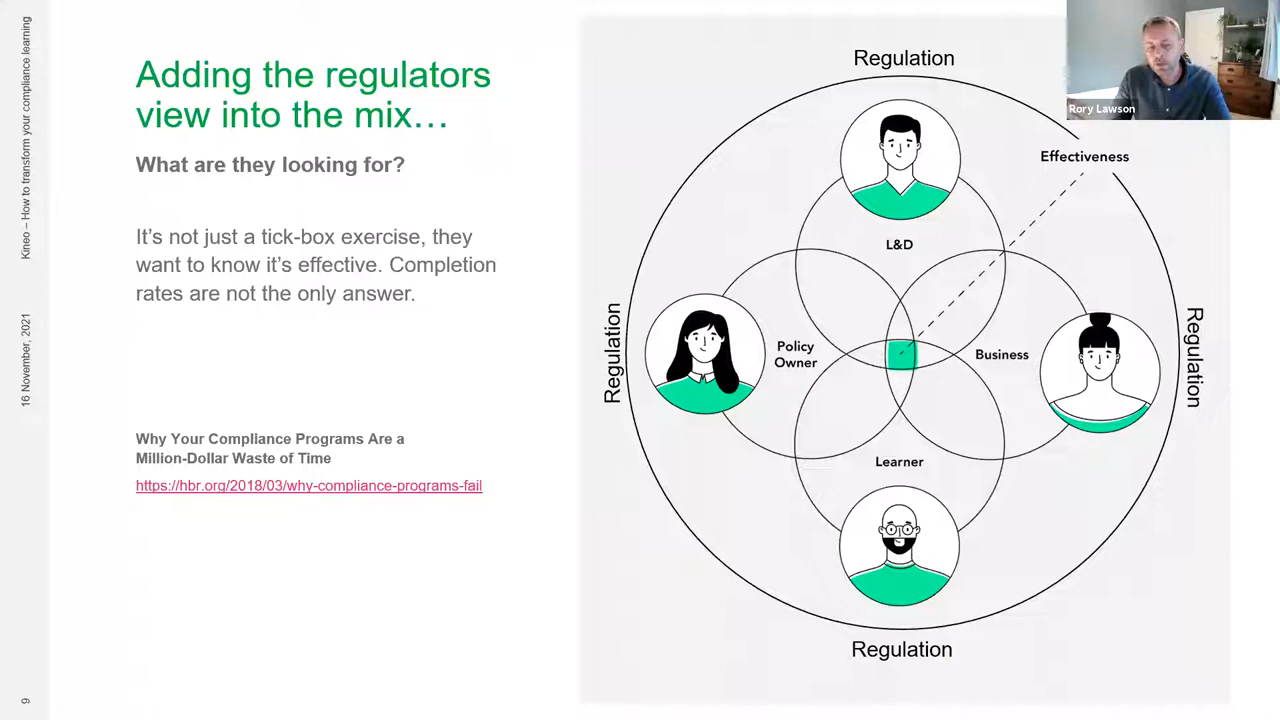 Kineo – How to transform your compliance learning
16 November, 2021
9
Adding the regulators
view into the mix…
What are they looking for?
It's not just a tick-box exercise, they
want to know it's effective. Completion
rates are not the only answer.
Why Your Compliance Programs Are a
Million-Dollar Waste of Time
https://hbr.org/2018/03/why-compliance-programs-fail
Regulation
Effectiveness
L&D
Regulation
Policy
Owner
Business
Regulation
Learner
Regulation
Rory Lawson